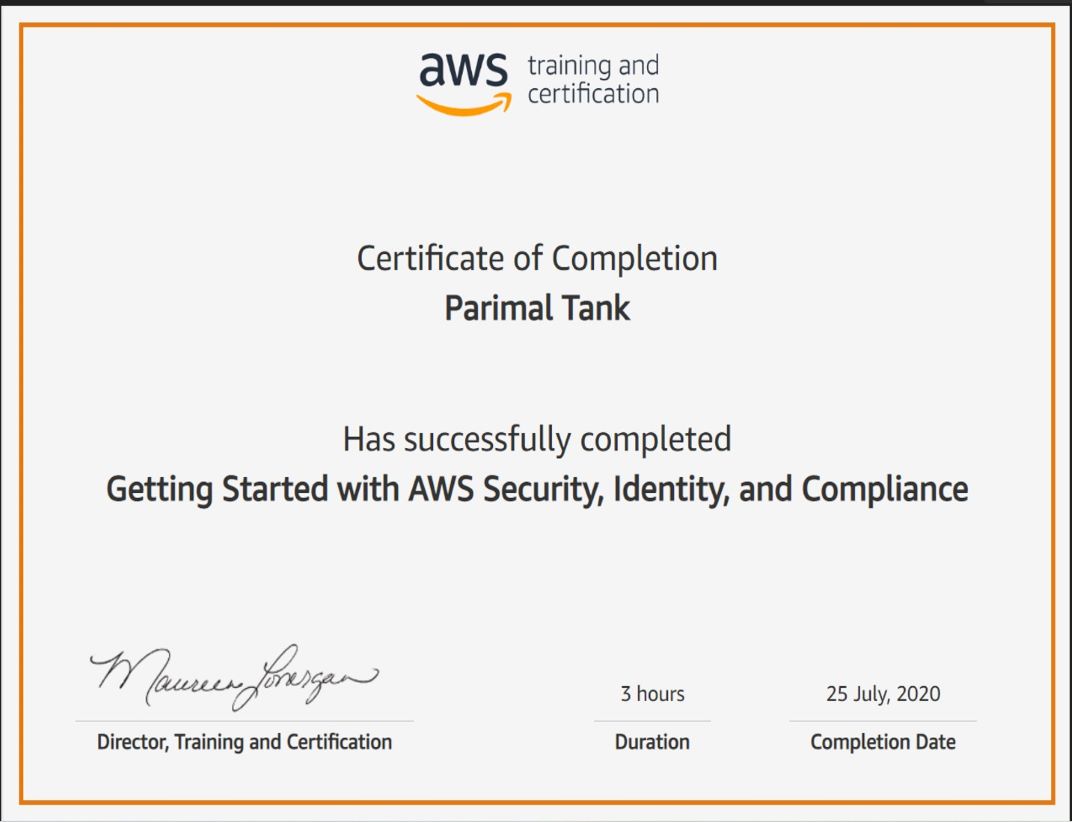 aws training and
certification
Certificate of Completion
Parimal Tank
Has successfully completed
Getting Started with AWS Security, Identity, and Compliance
Maureen Lonergan
3 hours
25 July, 2020
Director, Training and Certification
Duration
Completion Date